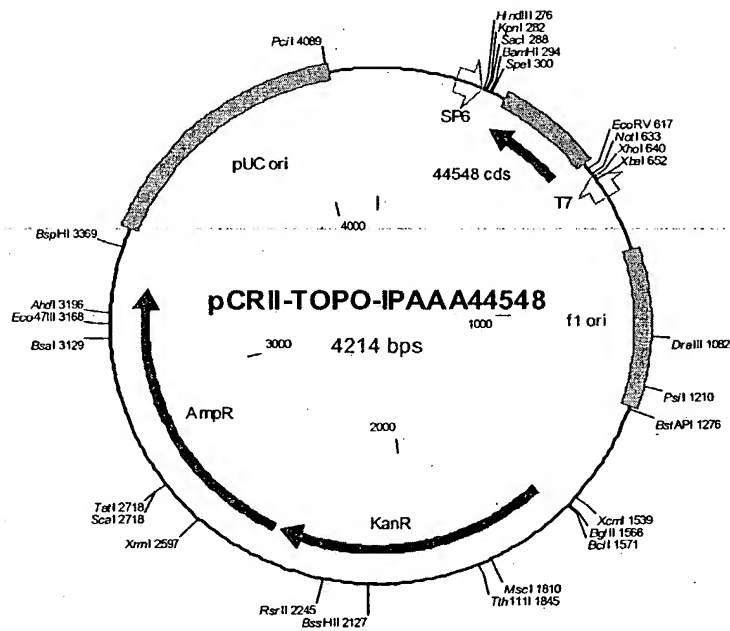 HindIII 276
KpnI 282
SacI 288
BamHI 294
SpeI 300
PciI 4089
SP6
EcoRV 617
NotI 633
XhoI 640
XbaI 652
pUC ori
44548 cds
T7
4000
BspHI 3369
pCRII-TOPO-IPAAA44548
1000
f1 ori
AhdI 3196
Eco47III 3168
BsaI 3129
3000
4214 bps
DraIII 1082
PsiI 1210
BstAPI 1276
AmpR
2000
TatI 2718
ScaI 2718
XmnI 2597
KanR
XcmI 1539
BglII 1566
BclI 1571
MscI 1810
Tth111I 1845
RsrII 2245
BssHII 2127